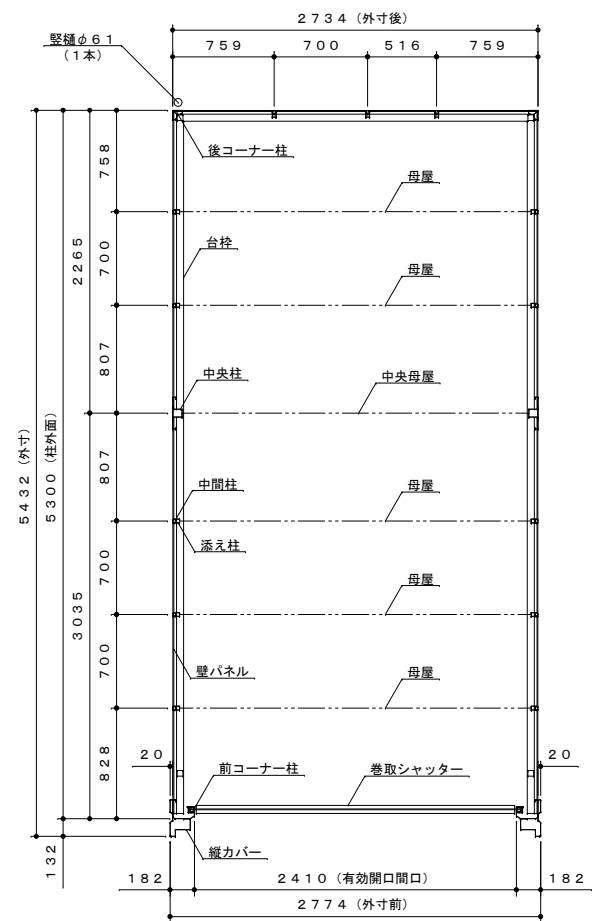 2734(外寸後)
竪樋φ61
(1本)
759
700
516
759
後コーナー柱
母屋
台枠
母屋
中央柱
中央母屋
中間柱
母屋
添え柱
母屋
壁パネル
母屋
758
700
807
807
700
700
828
2265
3035
5300(柱外面)
5432(外寸)
132
20
20
前コーナー柱
巻取シャッター
縦カバー
182
2410(有効開口間口)
182
2774(外寸前)